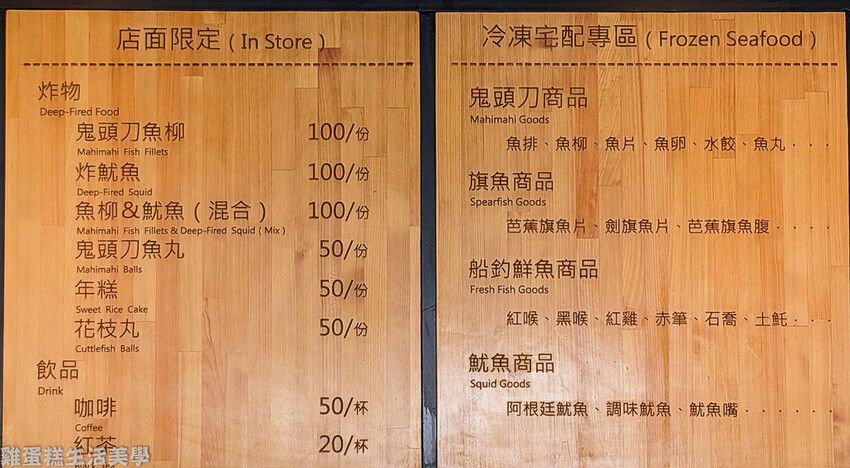 店面限定 ( In Store )
炸物
Deep-Fired Food
鬼頭刀魚柳 100/份
Mahimahi Fish Fillets
炸魷魚 100/份
Deep-Fired Squid
魚柳&魷魚 ( 混合 ) 100/份
Mahimahi Fish Fillets & Deep-Fired Squid ( Mix )
鬼頭刀魚丸 50/份
Mahimahi Balls
年糕 50/份
Sweet Rice Cake
花枝丸 50/份
Cuttlefish Balls
飲品
Drink
咖啡 50/杯
Coffee
紅茶 20/杯
冷凍宅配專區 ( Frozen Seafood )
鬼頭刀商品
Mahimahi Goods
魚排、魚柳、魚片、魚卵、水餃、魚丸 · · ·
旗魚商品
Spearfish Goods
芭蕉旗魚片、劍旗魚片、芭蕉旗魚腹 · · · ·
船釣鮮魚商品
Fresh Fish Goods
紅喉、黑喉、紅雞、赤筆、石喬、土魠 · · ·
魷魚商品
Squid Goods
阿根廷魷魚、調味魷魚、魷魚嘴 · · · · · ·
雞蛋糕生活美學